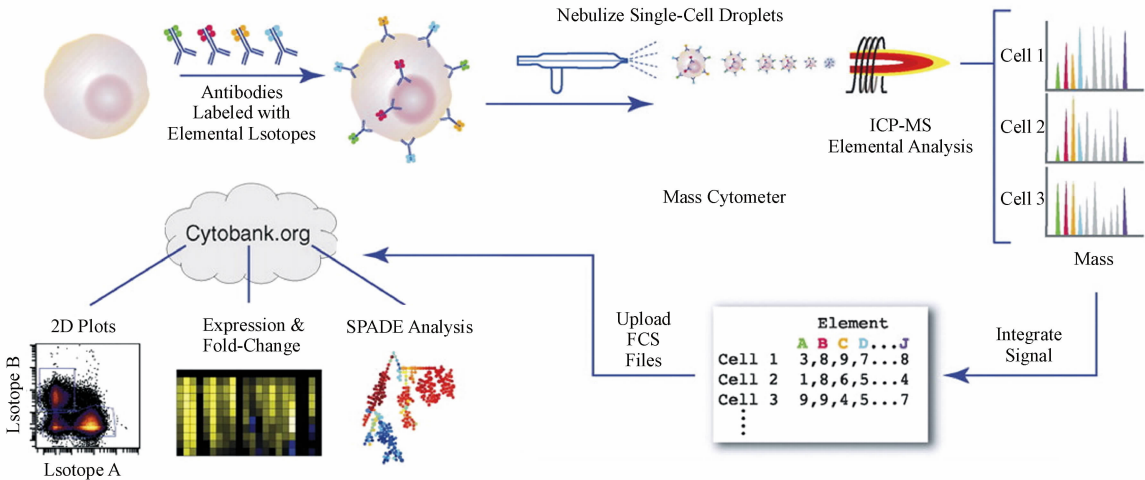 Nebulize Single-Cell Droplets
Antibodies
Labeled with
Elemental Lsotopes
ICP-MS
Elemental Analysis
Cell 1
Cell 2
Cell 3
Mass
Mass Cytometer
Cytobank.org
2D Plots
Expression &
Fold-Change
SPADE Analysis
Lsotope B
Lsotope A
Upload
FCS
Files
Element
A B C D...J
Cell 1 3,8,9,7...8
Cell 2 1,8,6,5...4
Cell 3 9,9,4,5...7
Integrate
Signal